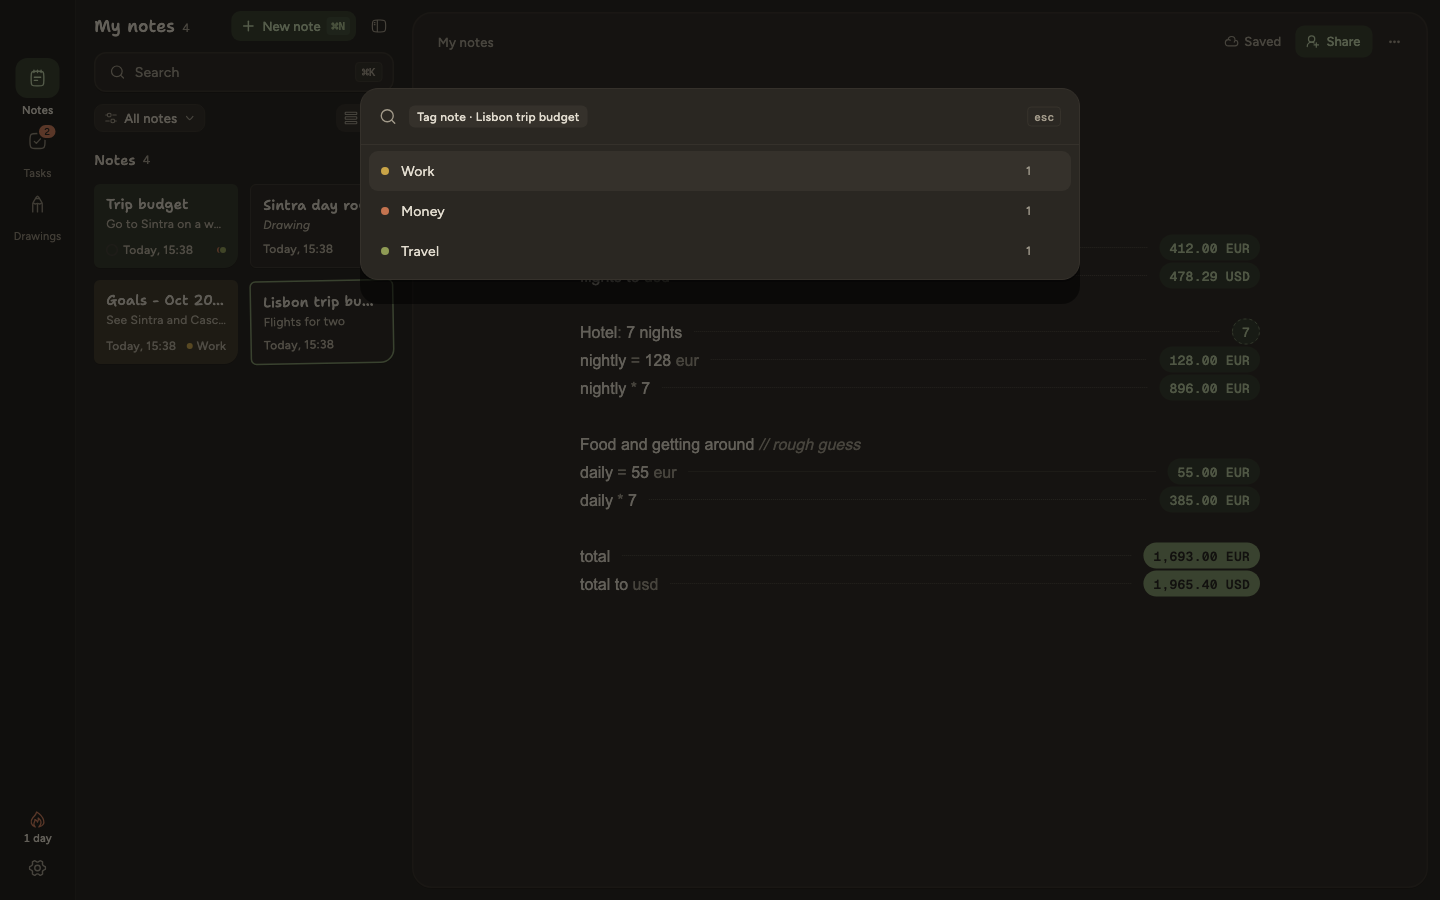 My notes 4
New note ⌘N
Search ⌘K
All notes
Notes
2
Tasks
Drawings
1 day
Notes 4
Trip budget
Go to Sintra on a w...
Today, 15:38
Sintra day ro
Drawing
Today, 15:38
Goals - Oct 20...
See Sintra and Casc...
Today, 15:38 Work
Lisbon trip bu...
Flights for two
Today, 15:38
My notes
Saved
Share
Tag note · Lisbon trip budget
esc
Work 1
Money 1
Travel 1
412.00 EUR
478.29 USD
Hotel: 7 nights 7
nightly = 128 eur 128.00 EUR
nightly * 7 896.00 EUR
Food and getting around // rough guess
daily = 55 eur 55.00 EUR
daily * 7 385.00 EUR
total 1,693.00 EUR
total to usd 1,965.40 USD